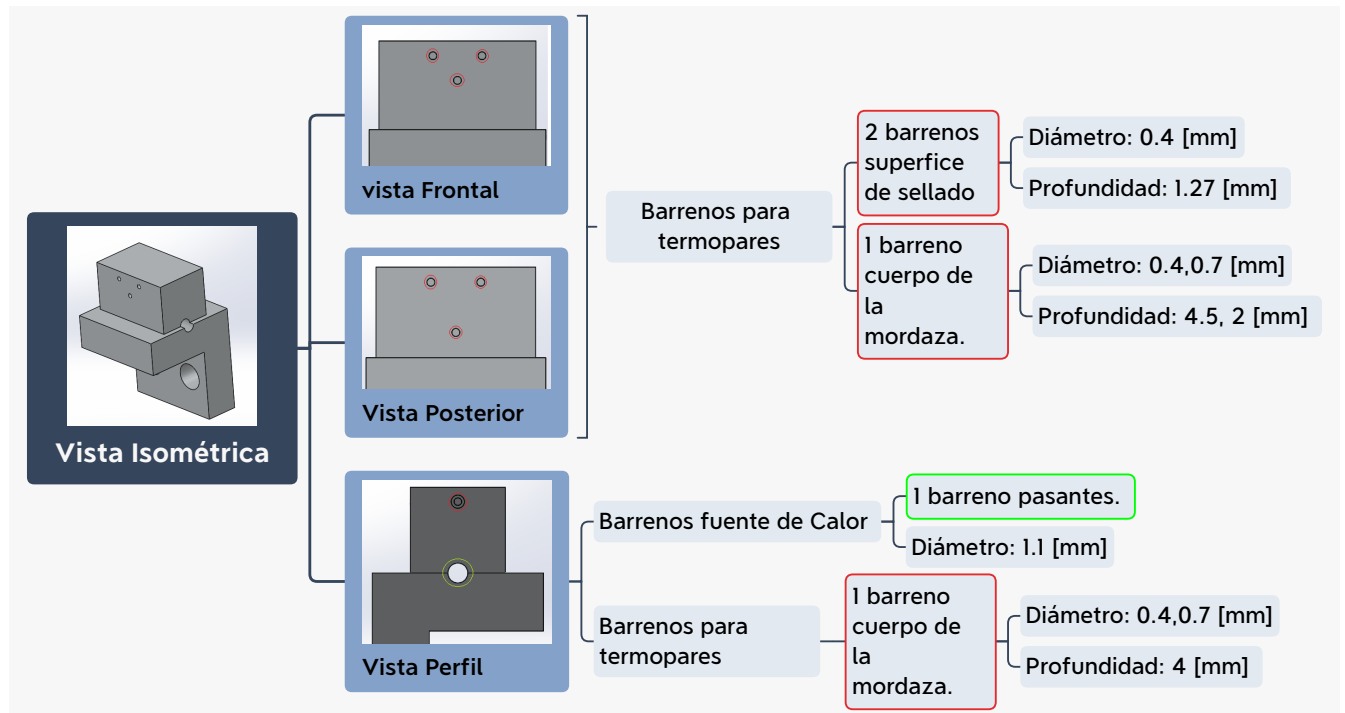 Vista Isométrica
vista Frontal
Vista Posterior
Barrenos para
termopares
2 barrenos
superfice
de sellado
Diámetro: 0.4 [mm]
Profundidad: 1.27 [mm]
1 barreno
cuerpo de
la
mordaza.
Diámetro: 0.4,0.7 [mm]
Profundidad: 4.5, 2 [mm]
Vista Perfil
Barrenos fuente de Calor
1 barreno pasantes.
Diámetro: 1.1 [mm]
Barrenos para
termopares
1 barreno
cuerpo de
la
mordaza.
Diámetro: 0.4,0.7 [mm]
Profundidad: 4 [mm]